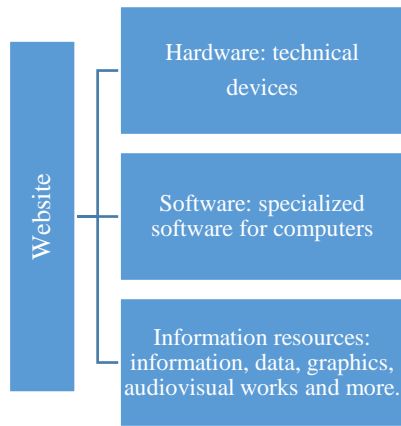 Website
Hardware: technical
devices
Software: specialized
software for computers
Information resources:
information, data, graphics,
audiovisual works and more.